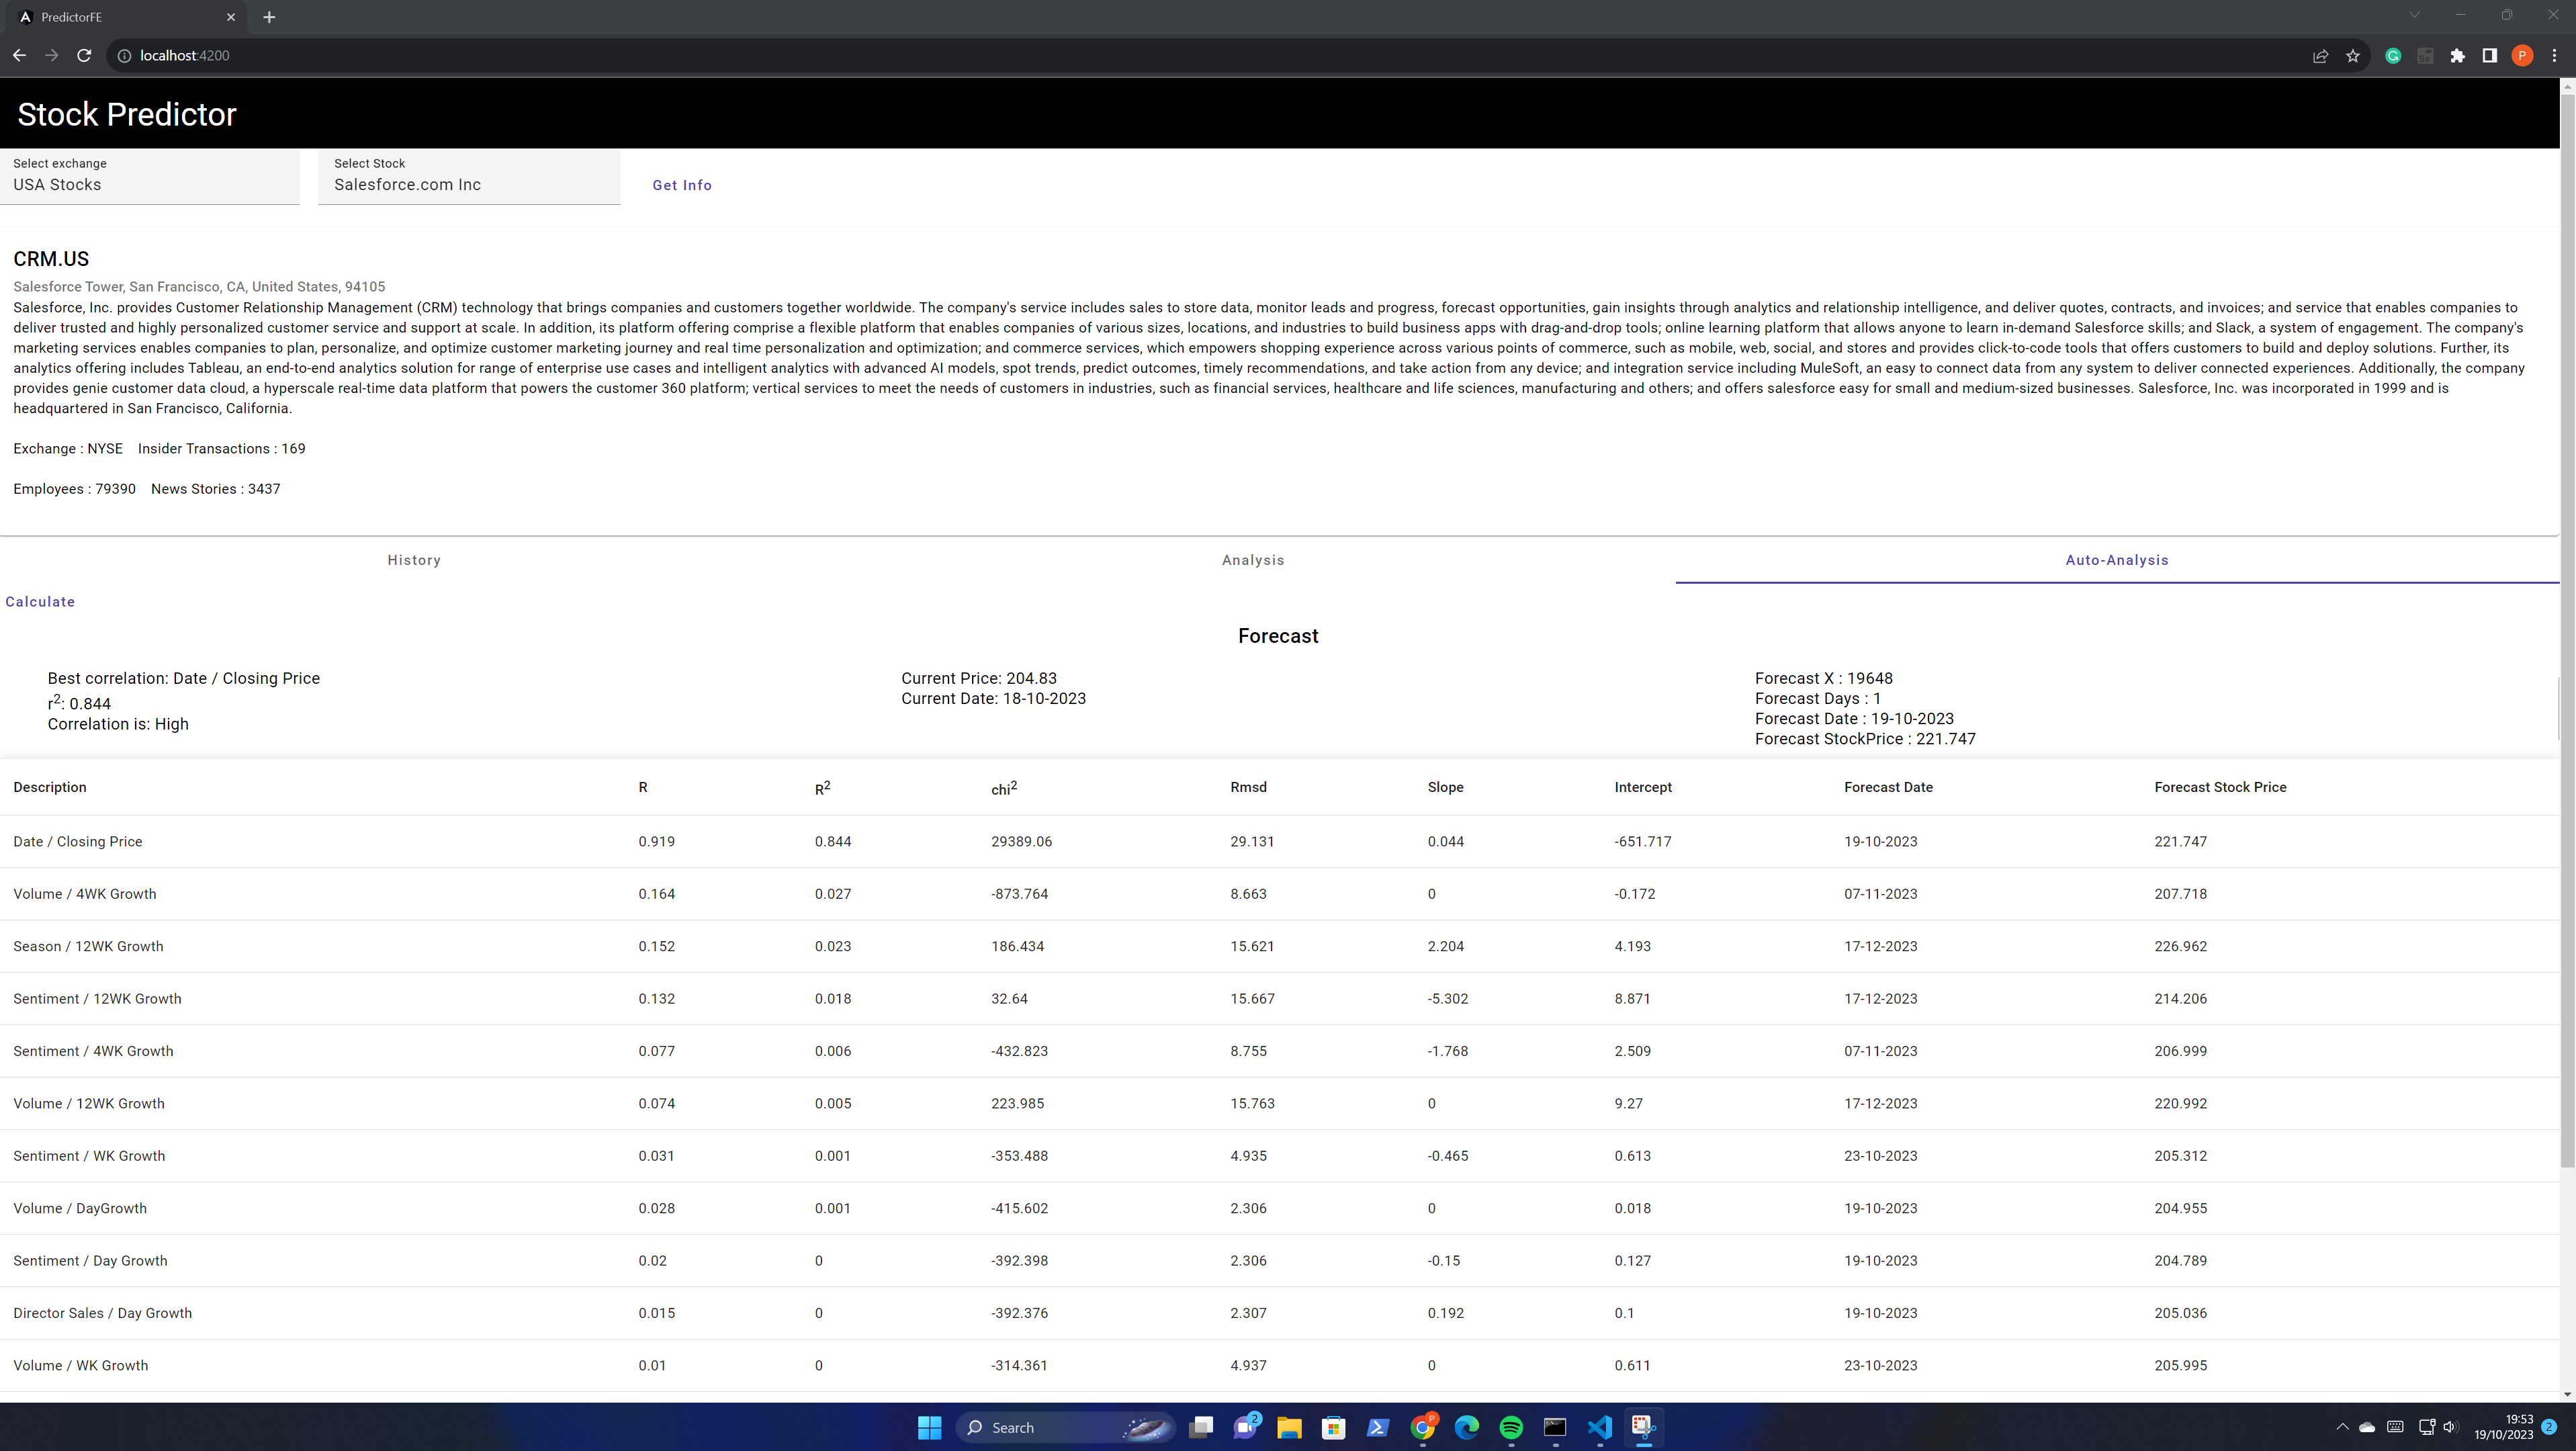 PredictorFE
localhost:4200
P
Stock Predictor
Select exchange
USA Stocks
Select Stock
Salesforce.com Inc
Get Info
CRM.US
Salesforce Tower, San Francisco, CA, United States, 94105
Salesforce, Inc. provides Customer Relationship Management (CRM) technology that brings companies and customers together worldwide. The company's service includes sales to store data, monitor leads and progress, forecast opportunities, gain insights through analytics and relationship intelligence, and deliver quotes, contracts, and invoices; and service that enables companies to
deliver trusted and highly personalized customer service and support at scale. In addition, its platform offering comprise a flexible platform that enables companies of various sizes, locations, and industries to build business apps with drag-and-drop tools; online learning platform that allows anyone to learn in-demand Salesforce skills; and Slack, a system of engagement. The company's
marketing services enables companies to plan, personalize, and optimize customer marketing journey and real time personalization and optimization; and commerce services, which empowers shopping experience across various points of commerce, such as mobile, web, social, and stores and provides click-to-code tools that offers customers to build and deploy solutions. Further, its
analytics offering includes Tableau, an end-to-end analytics solution for range of enterprise use cases and intelligent analytics with advanced AI models, spot trends, predict outcomes, timely recommendations, and take action from any device; and integration service including MuleSoft, an easy to connect data from any system to deliver connected experiences. Additionally, the company
provides genie customer data cloud, a hyperscale real-time data platform that powers the customer 360 platform; vertical services to meet the needs of customers in industries, such as financial services, healthcare and life sciences, manufacturing and others; and offers salesforce easy for small and medium-sized businesses. Salesforce, Inc. was incorporated in 1999 and is
headquartered in San Francisco, California.
Exchange : NYSE Insider Transactions : 169
Employees : 79390 News Stories : 3437
History Analysis Auto-Analysis
Calculate
Forecast
Best correlation: Date / Closing Price
r²: 0.844
Correlation is: High
Current Price: 204.83
Current Date: 18-10-2023
Forecast X : 19648
Forecast Days : 1
Forecast Date : 19-10-2023
Forecast StockPrice : 221.747
Description R R² chi² Rmsd Slope Intercept Forecast Date Forecast Stock Price
Date / Closing Price 0.919 0.844 29389.06 29.131 0.044 -651.717 19-10-2023 221.747
Volume / 4WK Growth 0.164 0.027 -873.764 8.663 0 -0.172 07-11-2023 207.718
Season / 12WK Growth 0.152 0.023 186.434 15.621 2.204 4.193 17-12-2023 226.962
Sentiment / 12WK Growth 0.132 0.018 32.64 15.667 -5.302 8.871 17-12-2023 214.206
Sentiment / 4WK Growth 0.077 0.006 -432.823 8.755 -1.768 2.509 07-11-2023 206.999
Volume / 12WK Growth 0.074 0.005 223.985 15.763 0 9.27 17-12-2023 220.992
Sentiment / WK Growth 0.031 0.001 -353.488 4.935 -0.465 0.613 23-10-2023 205.312
Volume / DayGrowth 0.028 0.001 -415.602 2.306 0 0.018 19-10-2023 204.955
Sentiment / Day Growth 0.02 0 -392.398 2.306 -0.15 0.127 19-10-2023 204.789
Director Sales / Day Growth 0.015 0 -392.376 2.307 0.192 0.1 19-10-2023 205.036
Volume / WK Growth 0.01 0 -314.361 4.937 0 0.611 23-10-2023 205.995
Search
2
P
19:53
19/10/2023
2